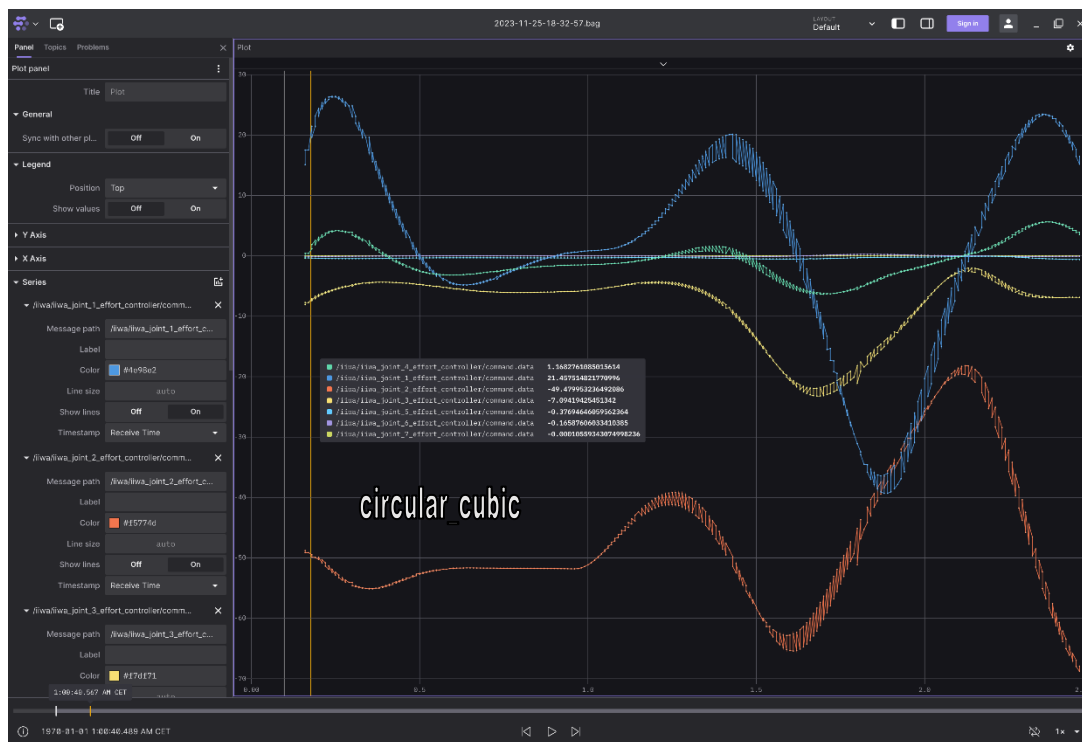 2023-11-25-18-32-57.bag
LAYOUT
Default
Sign in
Panel Topics Problems
Plot
Plot panel
Title Plot
General
Sync with other pl... Off On
Legend
Position Top
Show values Off On
Y Axis
X Axis
Series
/iiwa/iiwa_joint_1_effort_controller/comm...
Message path /iiwa/iiwa_joint_1_effort_c...
Label
Color #4e98e2
Line size auto
Show lines Off On
Timestamp Receive Time
/iiwa/iiwa_joint_2_effort_controller/comm...
Message path /iiwa/iiwa_joint_2_effort_c...
Label
Color #f5774d
Line size auto
Show lines Off On
Timestamp Receive Time
/iiwa/iiwa_joint_3_effort_controller/comm...
Message path /iiwa/iiwa_joint_3_effort_c...
Label
Color #f7df71
auto
30
20
10
0
-10
-20
-30
-40
-50
-60
-70
0.00 0.5 1.0 1.5 2.0
/iiwa/iiwa_joint_4_effort_controller/command.data 1.1682761085015614
/iiwa/iiwa_joint_1_effort_controller/command.data 21.457514821770996
/iiwa/iiwa_joint_2_effort_controller/command.data -49.479953236492086
/iiwa/iiwa_joint_3_effort_controller/command.data -7.09419425451342
/iiwa/iiwa_joint_5_effort_controller/command.data -0.37694646059562364
/iiwa/iiwa_joint_6_effort_controller/command.data -0.16587606033410385
/iiwa/iiwa_joint_7_effort_controller/command.data -0.00010589343074998236
circular_cubic
1:00:40.567 AM CET
1970-01-01 1:00:40.489 AM CET
1×